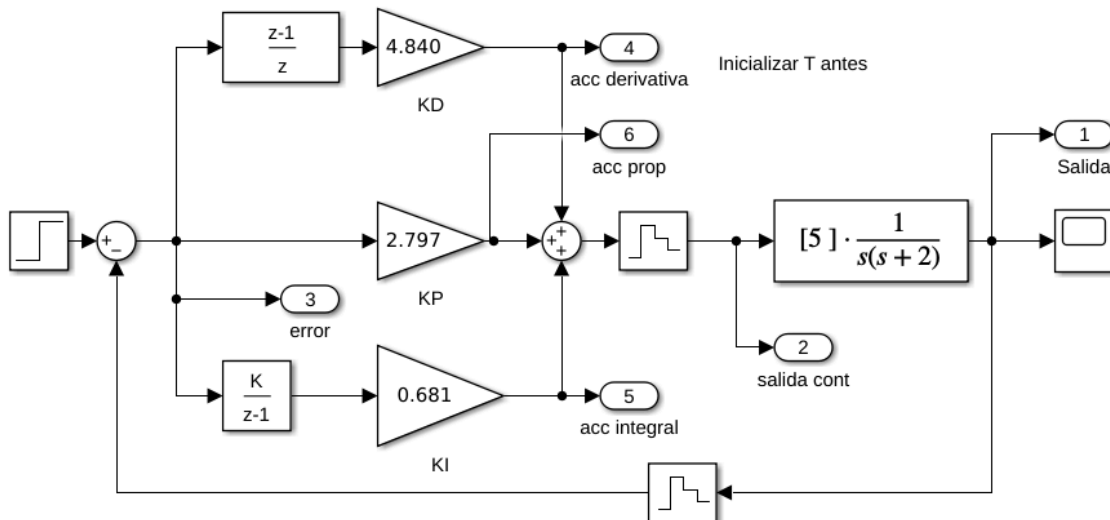 z-1
z
4.840
KD
4
acc derivativa
Inicializar T antes
6
acc prop
1
Salida
+
−
2.797
KP
+
+
+
[5 ] · 1
s(s + 2)
3
error
2
salida cont
K
z-1
0.681
KI
5
acc integral